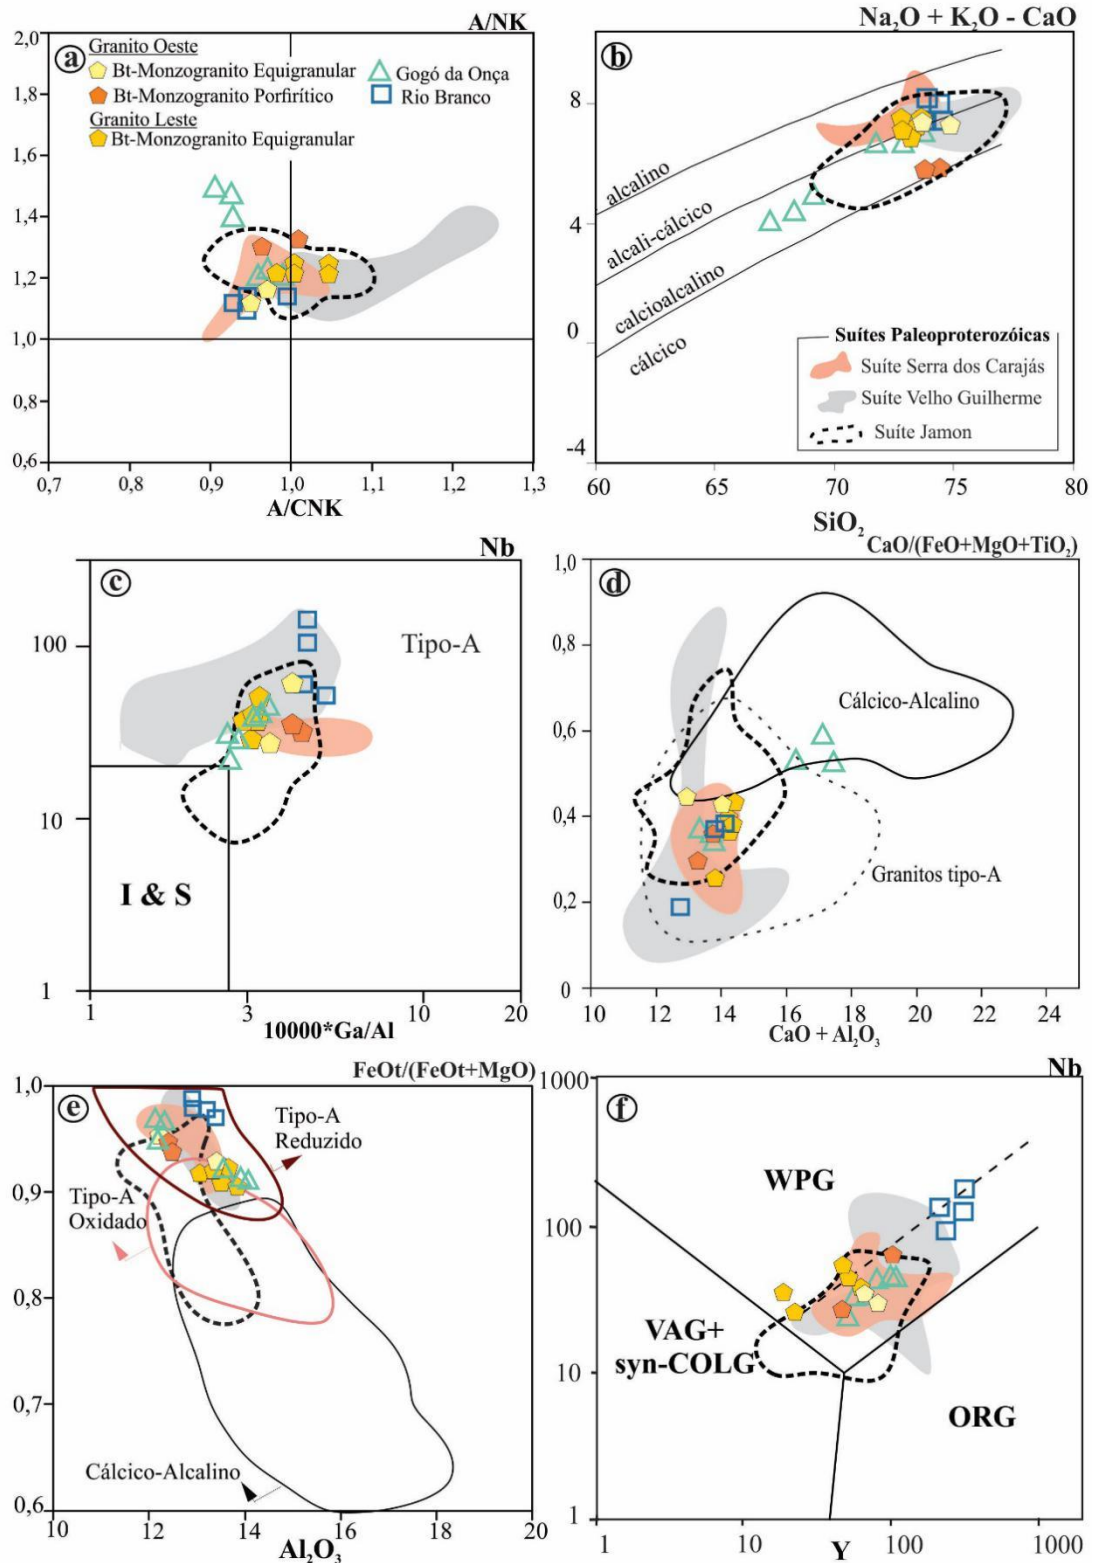 A/NK
a
Granito Oeste
Bt-Monzogranito Equigranular
Bt-Monzogranito Porfirítico
Granito Leste
Bt-Monzogranito Equigranular
Gogó da Onça
Rio Branco
2,0
1,8
1,6
1,4
1,2
1,0
0,8
0,6
0,7
0,9
1,0
1,1
1,2
1,3
A/CNK
Na₂O + K₂O - CaO
b
8
4
0
-4
alcalino
alcali-cálcico
calcioalcalino
cálcico
Suítes Paleoproterozóicas
Suíte Serra dos Carajás
Suíte Velho Guilherme
Suíte Jamon
60
65
70
75
80
SiO₂
Nb
c
Tipo-A
100
10
1
I & S
1
3
10
20
10000*Ga/Al
CaO/(FeO+MgO+TiO₂)
d
1,0
0,8
0,6
0,4
0,2
0
Cálcico-Alcalino
Granitos tipo-A
10
12
14
16
18
20
22
24
CaO + Al₂O₃
FeOt/(FeOt+MgO)
e
1,0
0,9
0,8
0,7
0,6
Tipo-A
Reduzido
Tipo-A
Oxidado
Cálcico-Alcalino
10
12
14
16
18
20
Al₂O₃
Nb
f
1000
100
10
1
WPG
VAG+
syn-COLG
ORG
1
10
100
1000
Y